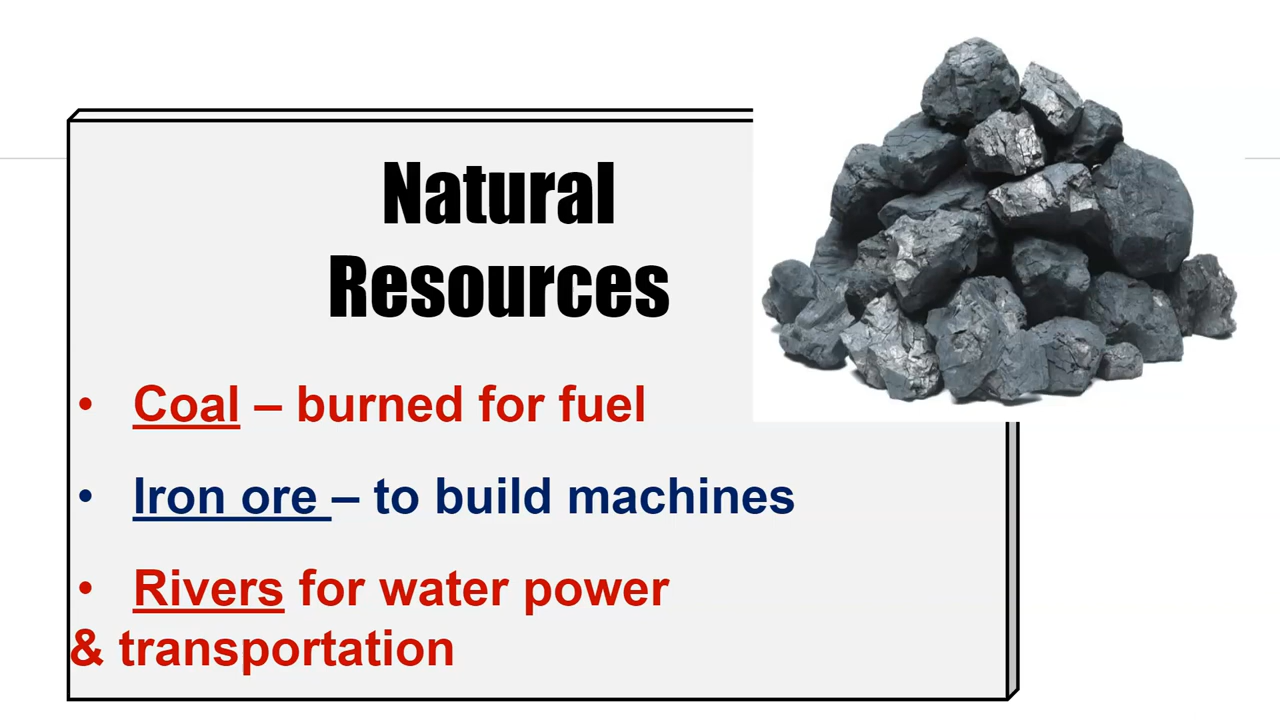 Natural
Resources
• Coal – burned for fuel
• Iron ore – to build machines
• Rivers for water power
& transportation